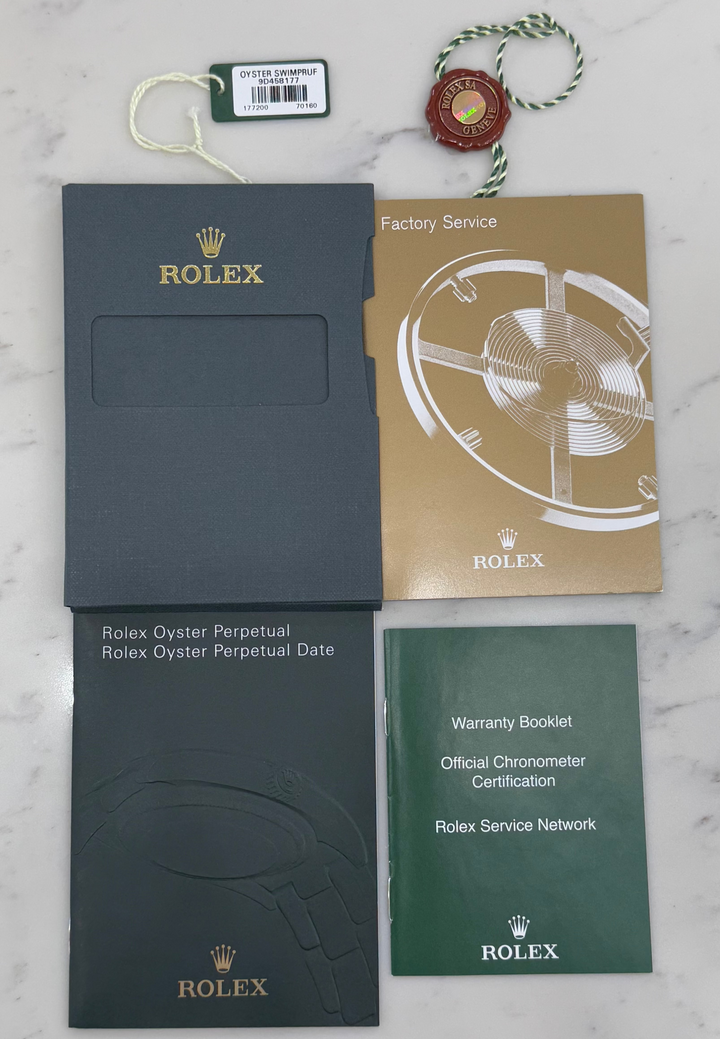 OYSTER SWIMPRUF
9D458177
177200 70160
ROLEX SA
GENEVE
ROLEX
Factory Service
ROLEX
Rolex Oyster Perpetual
Rolex Oyster Perpetual Date
ROLEX
Warranty Booklet
Official Chronometer
Certification
Rolex Service Network
ROLEX